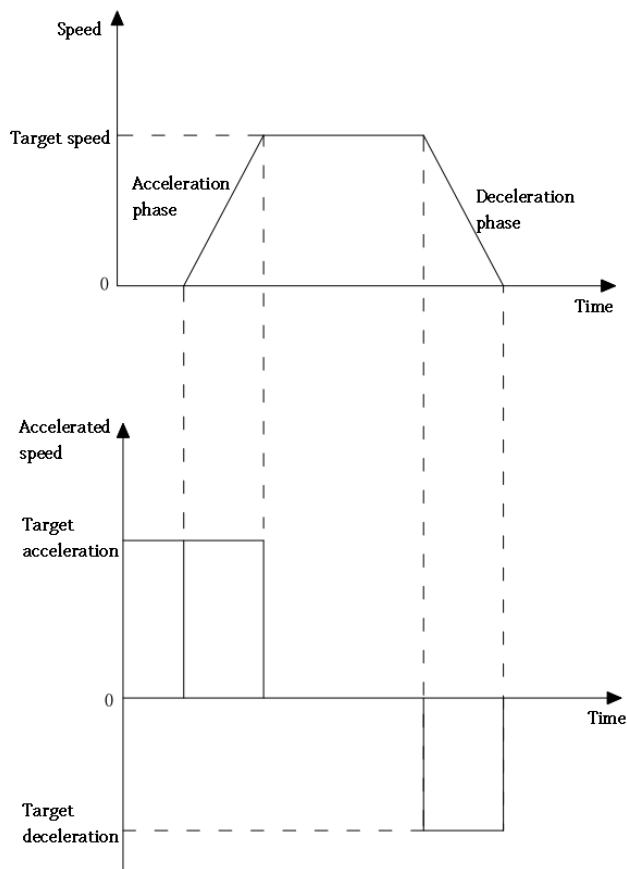 Speed
Target speed
Acceleration
phase
Deceleration
phase
0
Time
Accelerated
speed
Target
acceleration
0
Time
Target
deceleration